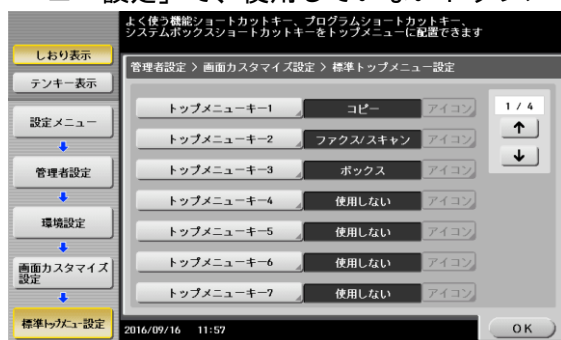 設定」で、使用していないトップ
よく使う機能ショートカットキー、プログラムショートカットキー、
システムボックスショートカットキーをトップメニューに配置できます
しおり表示
テンキー表示
設定メニュー
管理者設定
環境設定
画面カスタマイズ
設定
標準トップメニュー設定
管理者設定 > 画面カスタマイズ設定 > 標準トップメニュー設定
トップメニューキー1 コピー アイコン
トップメニューキー2 ファクス/スキャン アイコン
トップメニューキー3 ボックス アイコン
トップメニューキー4 使用しない アイコン
トップメニューキー5 使用しない アイコン
トップメニューキー6 使用しない アイコン
トップメニューキー7 使用しない アイコン
1 / 4
↑
↓
2016/09/16 11:57
OK